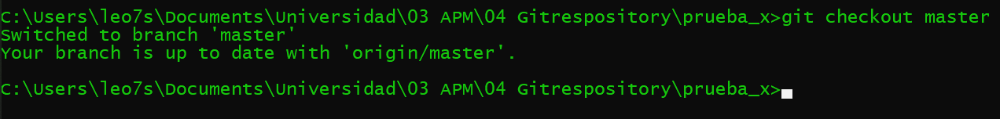 C:\Users\leo7s\Documents\Universidad\03 APM\04 Gitrespository\prueba_x>git checkout master
Switched to branch 'master'
Your branch is up to date with 'origin/master'.
C:\Users\leo7s\Documents\Universidad\03 APM\04 Gitrespository\prueba_x>